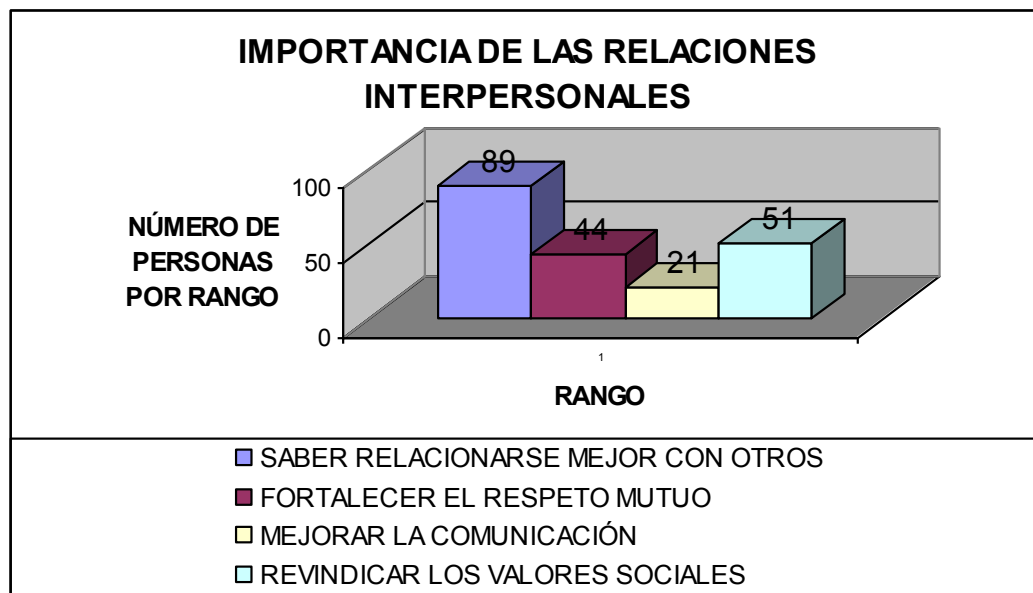 IMPORTANCIA DE LAS RELACIONES
INTERPERSONALES
89
44
21
51
100
50
0
NÚMERO DE
PERSONAS
POR RANGO
1
RANGO
SABER RELACIONARSE MEJOR CON OTROS
FORTALECER EL RESPETO MUTUO
MEJORAR LA COMUNICACIÓN
REVINDICAR LOS VALORES SOCIALES